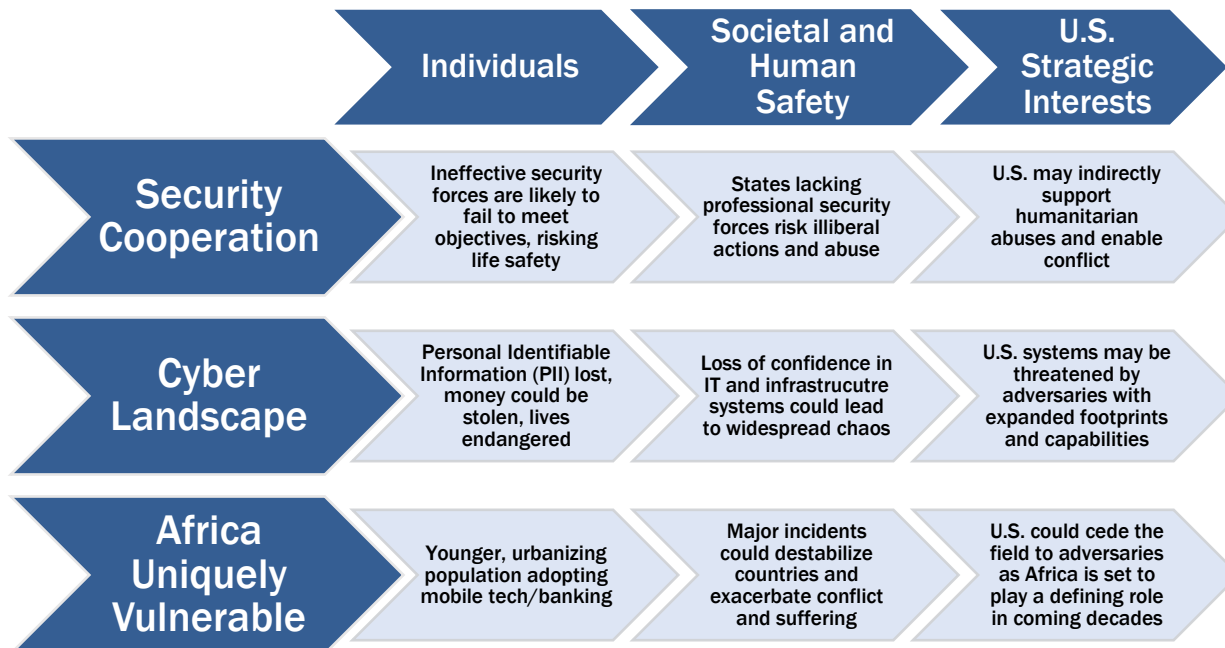 Individuals
Societal and
Human
Safety
U.S.
Strategic
Interests
Security
Cooperation
Ineffective security
forces are likely to
fail to meet
objectives, risking
life safety
States lacking
professional security
forces risk illiberal
actions and abuse
U.S. may indirectly
support
humanitarian
abuses and enable
conflict
Cyber
Landscape
Personal Identifiable
Information (PII) lost,
money could be
stolen, lives
endangered
Loss of confidence in
IT and infrastrucutre
systems could lead
to widespread chaos
U.S. systems may be
threatened by
adversaries with
expanded footprints
and capabilities
Africa
Uniquely
Vulnerable
Younger, urbanizing
population adopting
mobile tech/banking
Major incidents
could destabilize
countries and
exacerbate conflict
and suffering
U.S. could cede the
field to adversaries
as Africa is set to
play a defining role
in coming decades